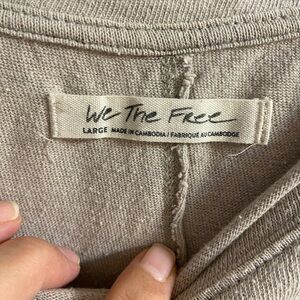 We The Free
LARGE MADE IN CAMBODIA / FABRIQUÉ AU CAMBODGE